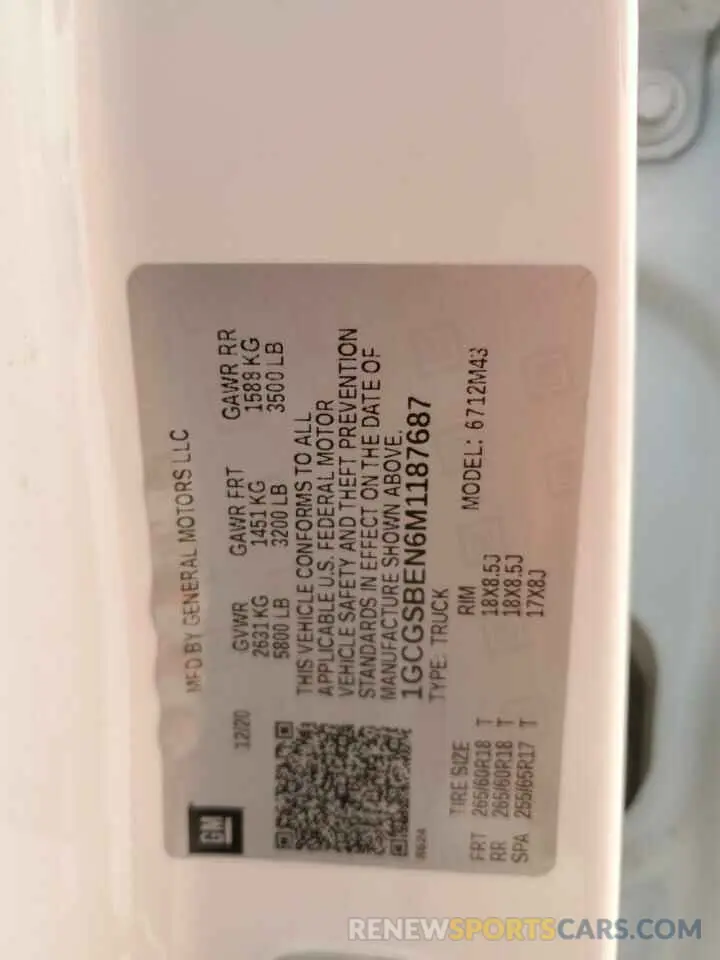 GM
12/20
MFD BY GENERAL MOTORS LLC
GVWR GAWR FRT GAWR RR
2631 KG 1451 KG 1588 KG
5800 LB 3200 LB 3500 LB
THIS VEHICLE CONFORMS TO ALL
APPLICABLE U.S. FEDERAL MOTOR
VEHICLE SAFETY AND THEFT PREVENTION
STANDARDS IN EFFECT ON THE DATE OF
MANUFACTURE SHOWN ABOVE.
1GCGSBEN6M1187687
TYPE: TRUCK MODEL: 6712M43
TIRE SIZE RIM
FRT 265/60R18 T 18X8.5J
RR 265/60R18 T 18X8.5J
SPA 255/65R17 T 17X8J
RENEWSPORTSCARS.COM